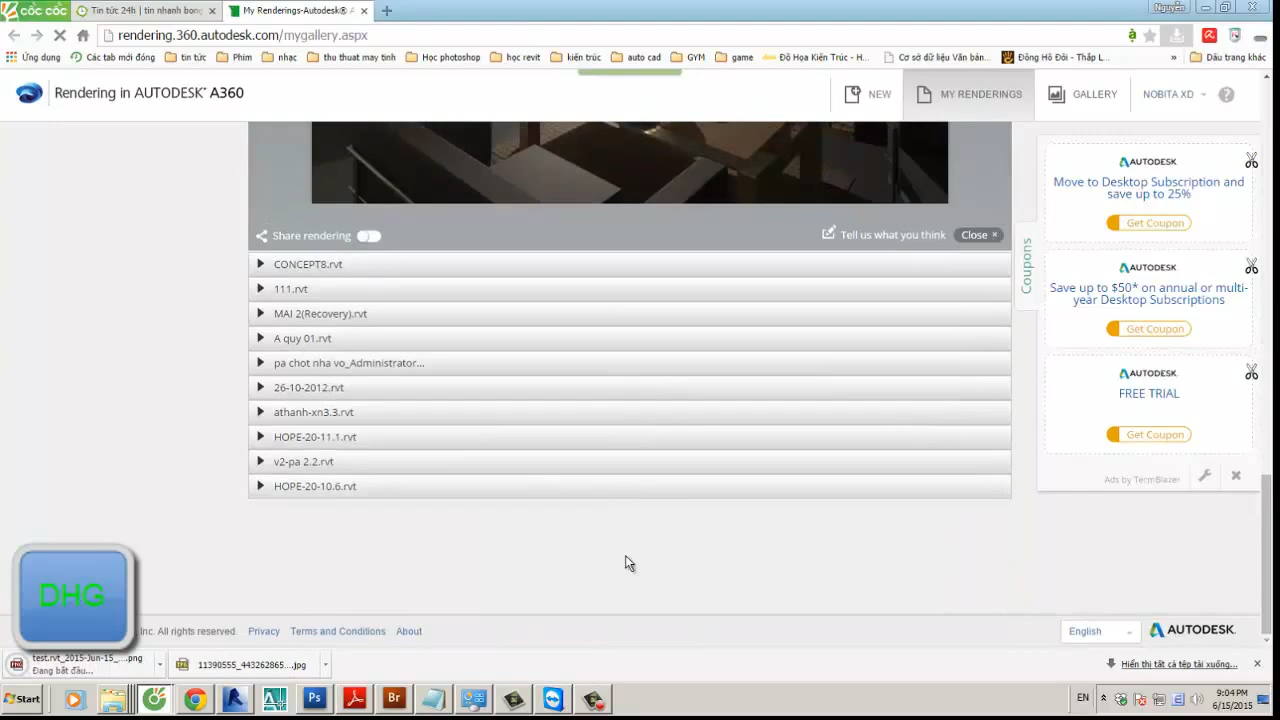 CỐC CỐC
Tin tức 24h | tin nhanh bong
My Renderings-Autodesk® A
Nguyễn
rendering.360.autodesk.com/mygallery.aspx
Ứng dụng
Các tab mới đóng
tin tức
Phim
nhạc
thu thuat may tinh
kiến trúc
auto cad
Học photoshop
học revit
GYM
game
Đồ Họa Kiến Trúc - H...
Cơ sở dữ liệu Văn bản...
Đông Hồ Đôi - Thắp L...
»
Dấu trang khác
Rendering in AUTODESK® A360
NEW
MY RENDERINGS
GALLERY
NOBITA XD
?
Share rendering
Tell us what you think
Close ×
CONCEPT8.rvt
111.rvt
MAI 2(Recovery).rvt
A quy 01.rvt
pa chot nha vo_Administrator...
26-10-2012.rvt
athanh-xn3.3.rvt
HOPE-20-11.1.rvt
v2-pa 2.2.rvt
HOPE-20-10.6.rvt
Coupons
AUTODESK
Move to Desktop Subscription and
save up to 25%
Get Coupon
AUTODESK
Save up to $50* on annual or multi-
year Desktop Subscriptions
Get Coupon
AUTODESK
FREE TRIAL
Get Coupon
Ads by TermBlazer
DHG
Inc. All rights reserved.
Privacy
Terms and Conditions
About
English
AUTODESK.
test.rvt_2015-Jun-15_....png
Đang bắt đầu...
11390555_443262865....jpg
Hiển thị tất cả tệp tải xuống...
Start
Ps
Br
EN
9:04 PM
6/15/2015